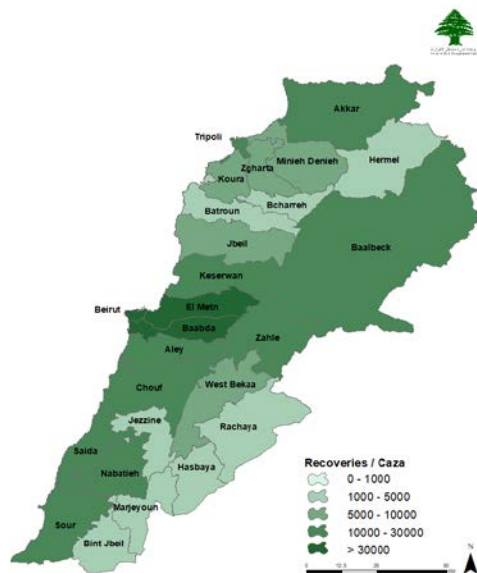 Akkar
Tripoli
Zgharta
Minieh Denieh
Hermel
Koura
Bcharreh
Batroun
Jbeil
Baalbeck
Keserwan
El Metn
Beirut
Baabda
Zahle
Aley
West Bekaa
Chouf
Jezzine
Rachaya
Saida
Hasbaya
Nabatieh
Marjeyoun
Sour
Bint Jbeil
Recoveries / Caza
0 - 1000
1000 - 5000
5000 - 10000
10000 - 30000
> 30000
N